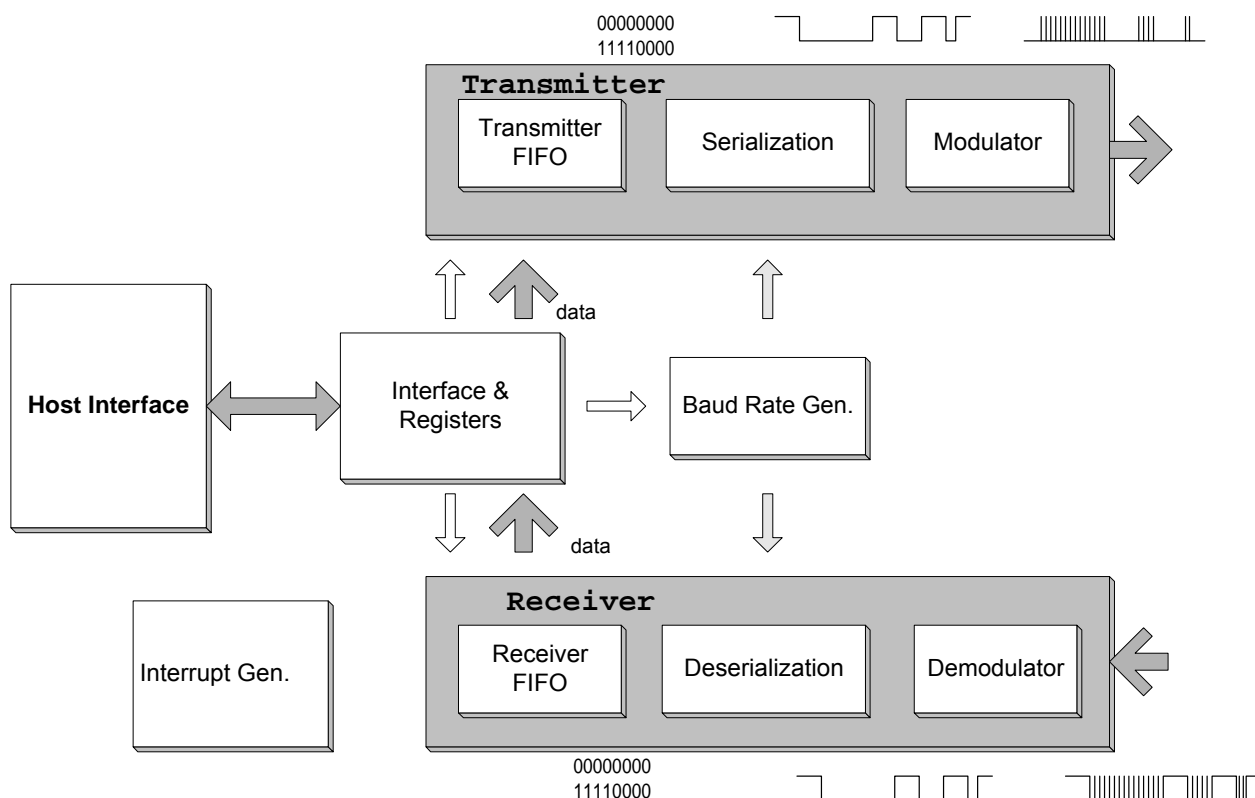 00000000
11110000
Transmitter
Transmitter
FIFO
Serialization
Modulator
data
Host Interface
Interface &
Registers
Baud Rate Gen.
data
Receiver
Interrupt Gen.
Receiver
FIFO
Deserialization
Demodulator
00000000
11110000